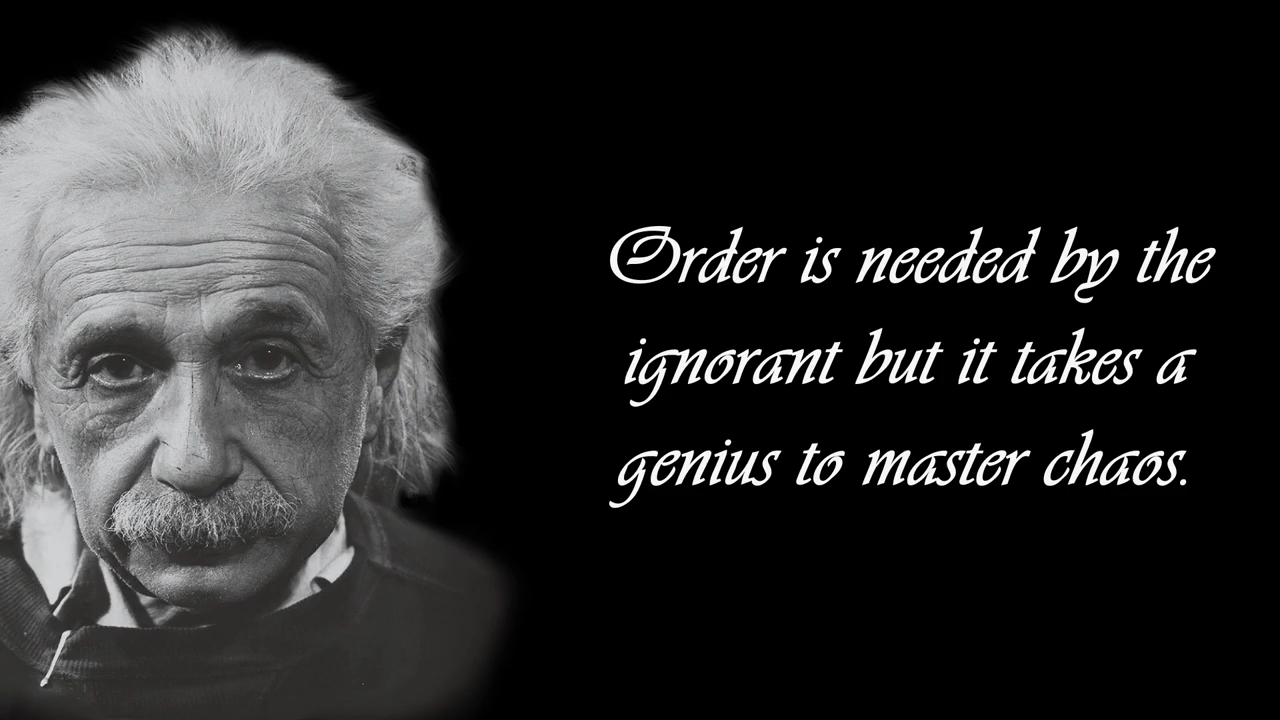 Order is needed by the
ignorant but it takes a
genius to master chaos.